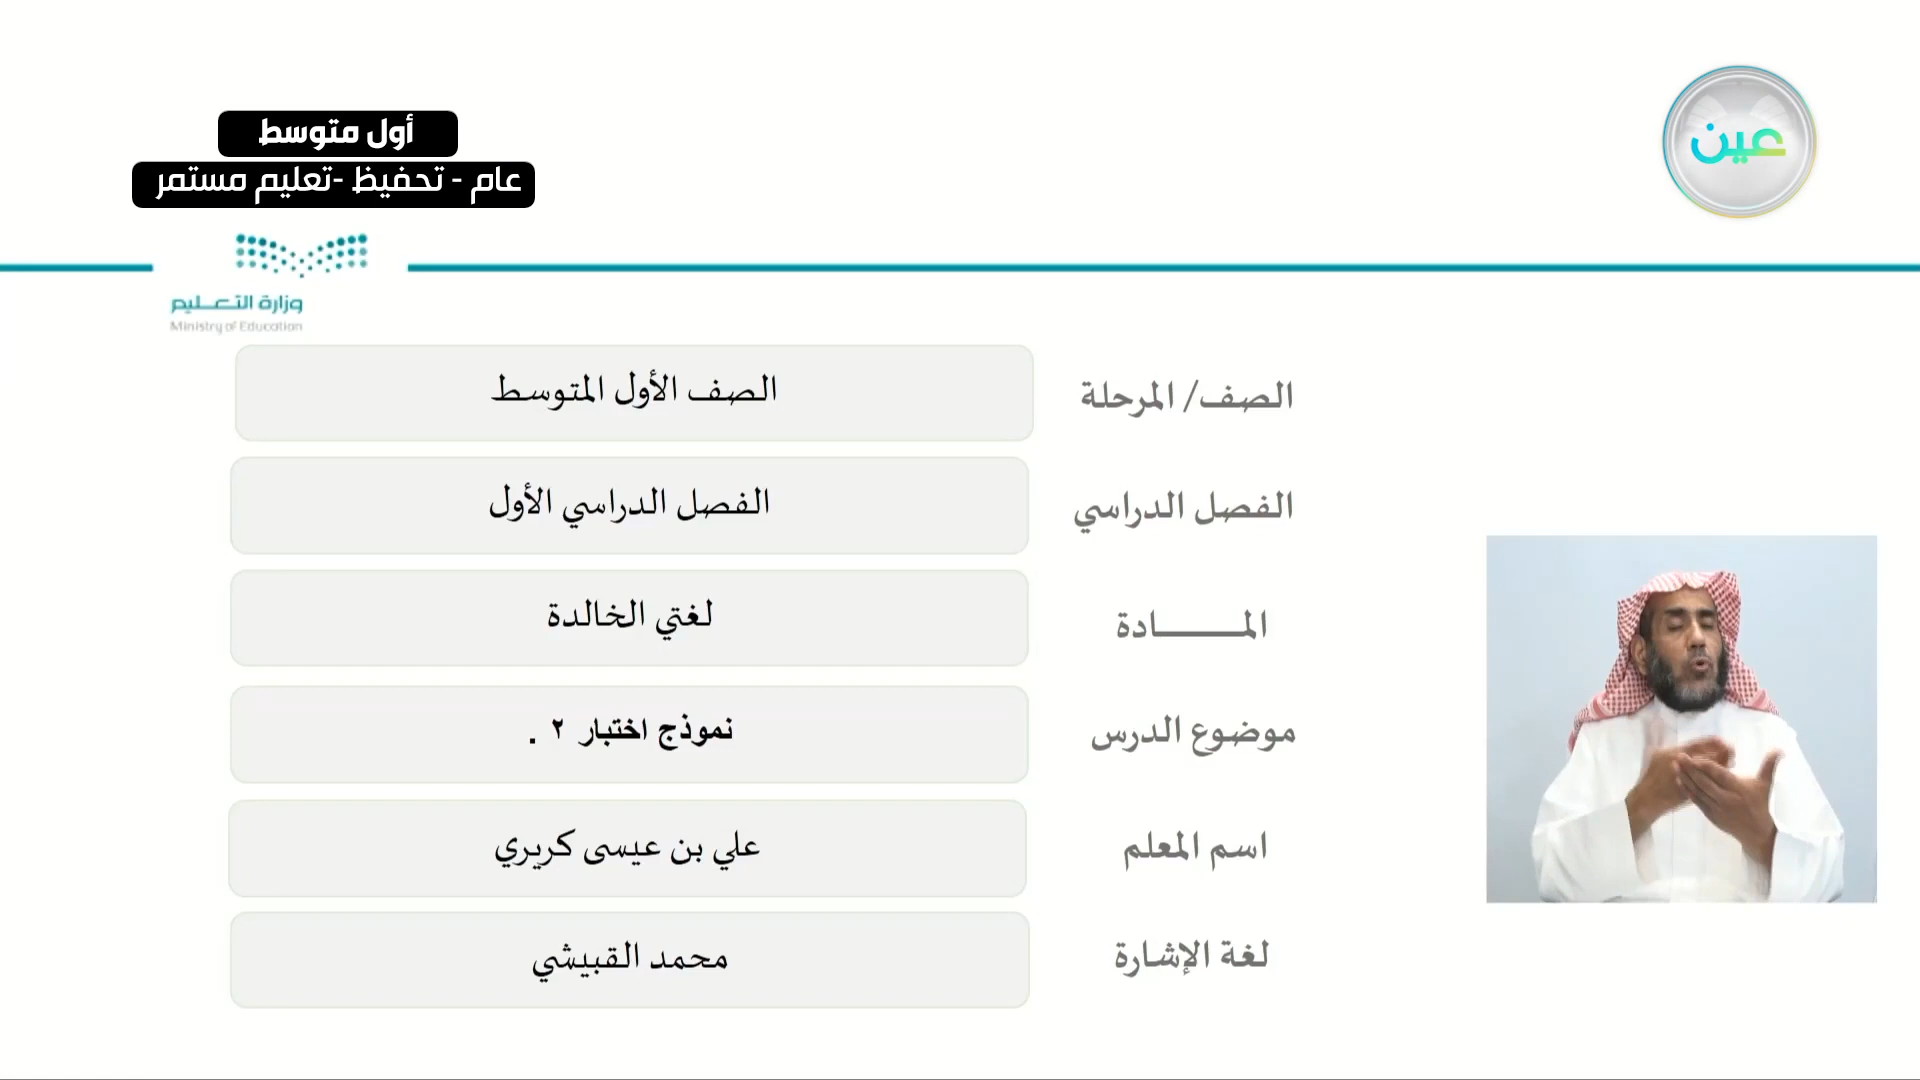 عين
أول متوسط
عام - تحفيظ -تعليم مستمر
وزارة التعليم
Ministry of Education
الصف/ المرحلة
الصف الأول المتوسط
الفصل الدراسي
الفصل الدراسي الأول
المــــــادة
لغتي الخالدة
موضوع الدرس
نموذج اختبار ٢ .
اسم المعلم
علي بن عيسى كريري
لغة الإشارة
محمد القبيشي